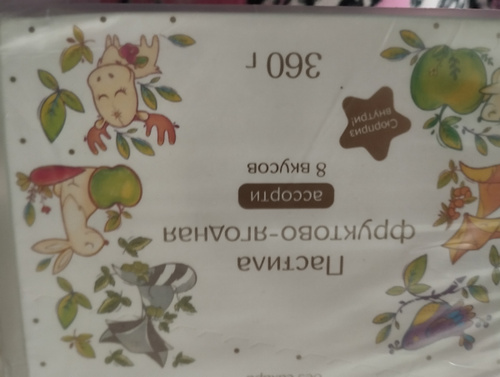 Пастила
фруктово-ягодная
ассорти
8 вкусов
Сюрприз
внутри!
360 г